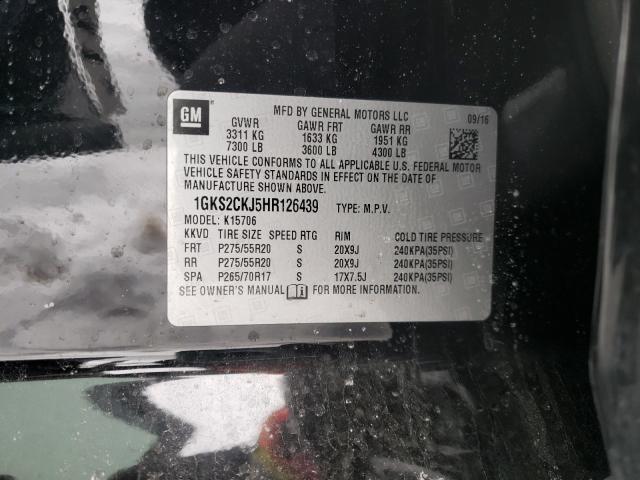 GM
MFD BY GENERAL MOTORS LLC 09/16
GVWR GAWR FRT GAWR RR
3311 KG 1633 KG 1951 KG
7300 LB 3600 LB 4300 LB
THIS VEHICLE CONFORMS TO ALL APPLICABLE U.S. FEDERAL MOTOR
VEHICLE SAFETY STANDARDS IN EFFECT ON THE DATE OF
MANUFACTURE SHOWN ABOVE.
1GKS2CKJ5HR126439 TYPE: M.P.V.
MODEL: K15706
KKVD TIRE SIZE SPEED RTG RIM COLD TIRE PRESSURE
FRT P275/55R20 S 20X9J 240KPA(35PSI)
RR P275/55R20 S 20X9J 240KPA(35PSI)
SPA P265/70R17 S 17X7.5J 240KPA(35PSI)
SEE OWNER'S MANUAL FOR MORE INFORMATION.